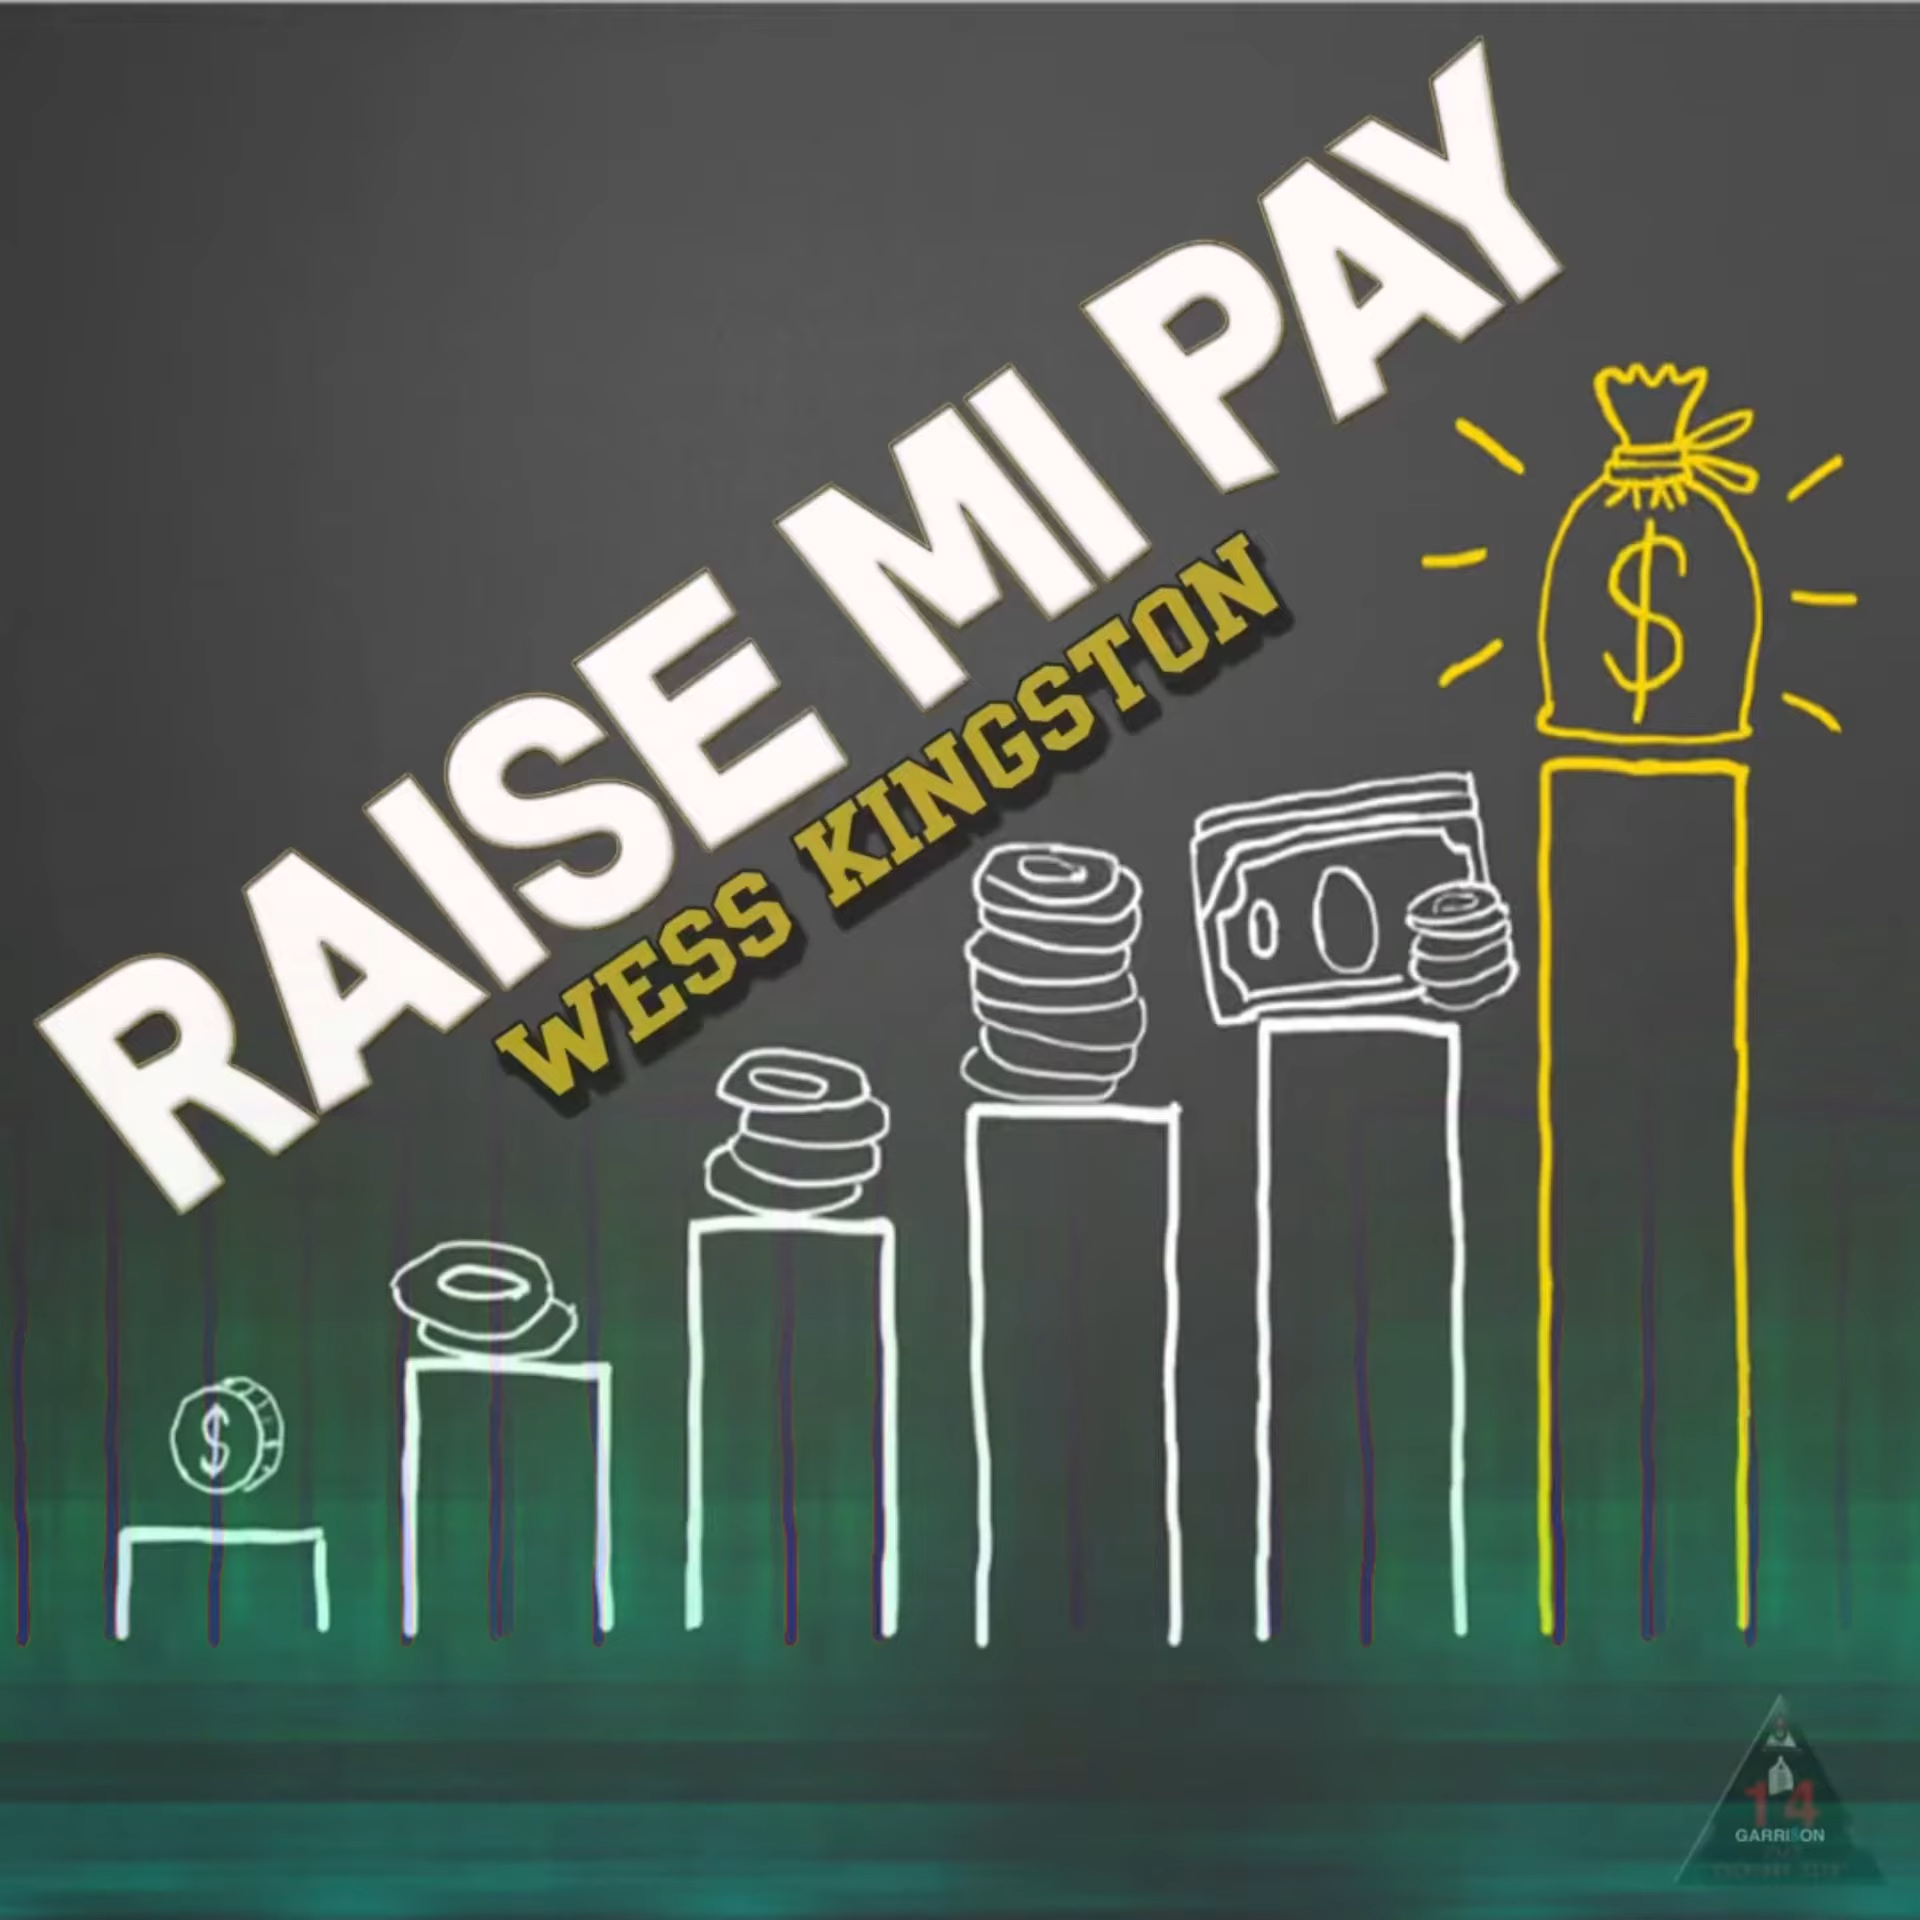 RAISE MI PAY
WESS KINGSTON
$
$
14
GARRISON